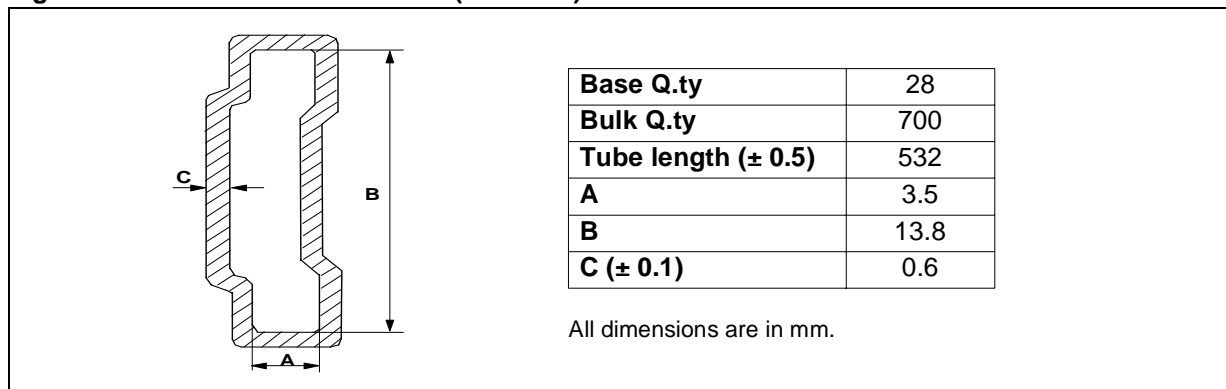 C
B
A
Base Q.ty 28
Bulk Q.ty 700
Tube length (± 0.5) 532
A 3.5
B 13.8
C (± 0.1) 0.6
All dimensions are in mm.